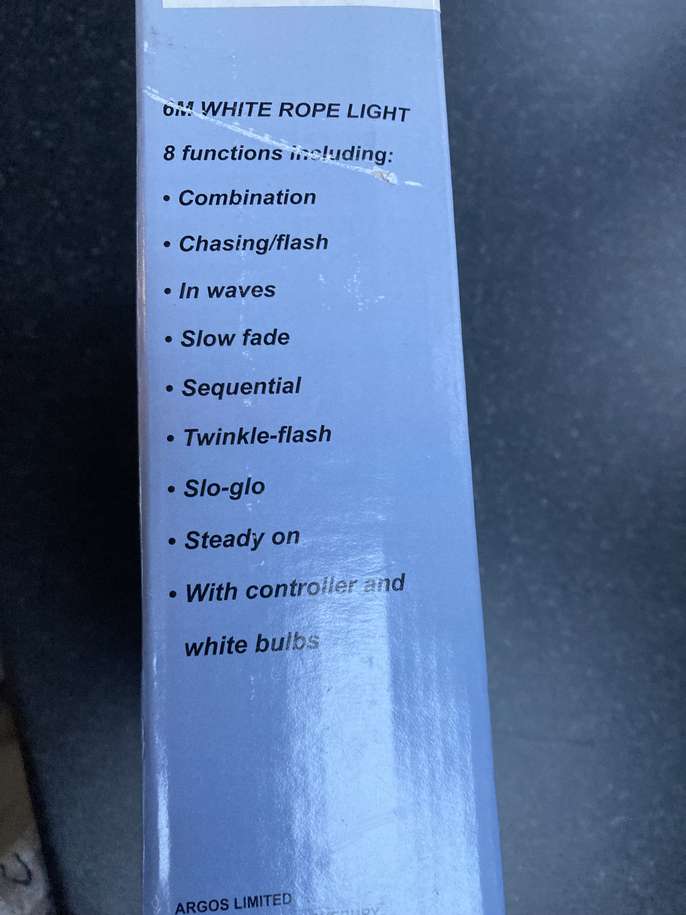 6M WHITE ROPE LIGHT
8 functions including:
• Combination
• Chasing/flash
• In waves
• Slow fade
• Sequential
• Twinkle-flash
• Slo-glo
• Steady on
• With controller and
white bulbs
ARGOS LIMITED